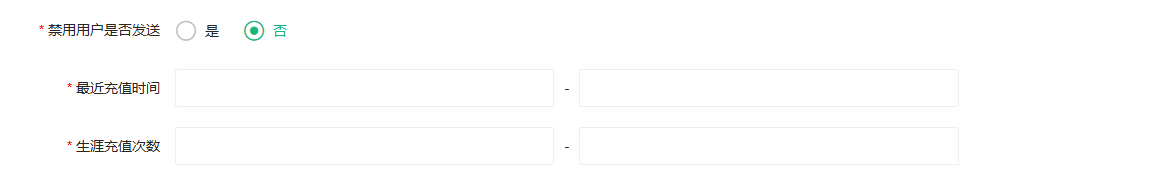 * 禁用用户是否发送 是 否
* 最近充值时间 -
* 生涯充值次数 -